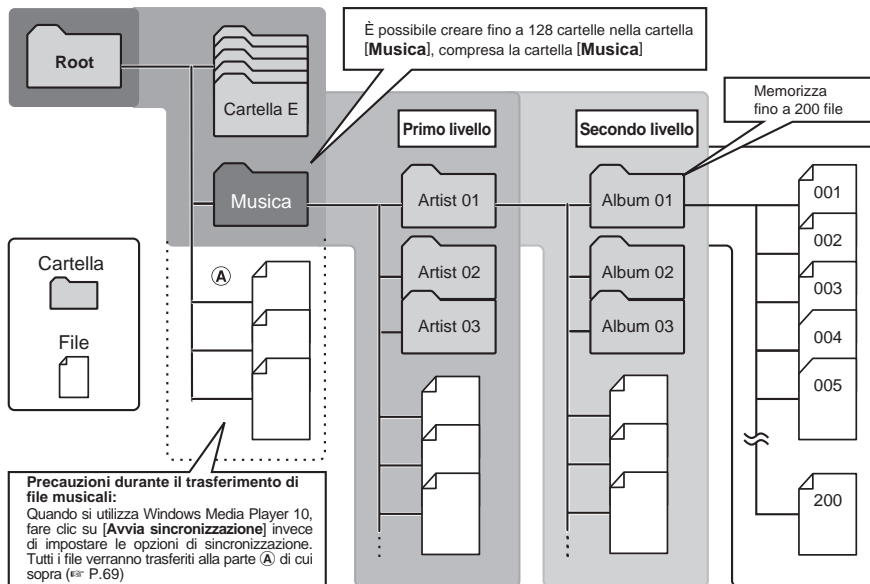 È possibile creare fino a 128 cartelle nella cartella
[Musica], compresa la cartella [Musica]
Root
Cartella E
Memorizza
fino a 200 file
Primo livello
Secondo livello
Musica
Artist 01
Album 01
001
002
003
004
005
200
Artist 02
Album 02
Artist 03
Album 03
Cartella
File
Ⓐ
Precauzioni durante il trasferimento di
file musicali:
Quando si utilizza Windows Media Player 10,
fare clic su [Avvia sincronizzazione] invece
di impostare le opzioni di sincronizzazione.
Tutti i file verranno trasferiti alla parte Ⓐ di cui
sopra (☞ P.69)